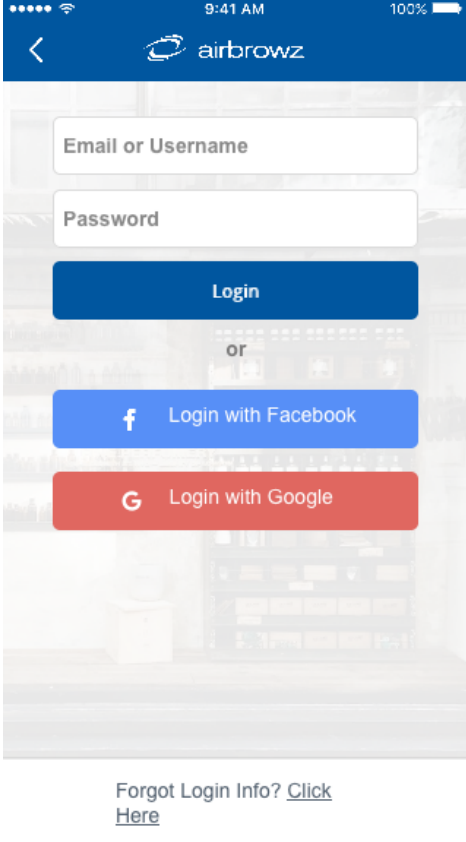 9:41 AM
100%
airbrowz
Email or Username
Password
Login
or
f Login with Facebook
G Login with Google
Forgot Login Info? Click
Here